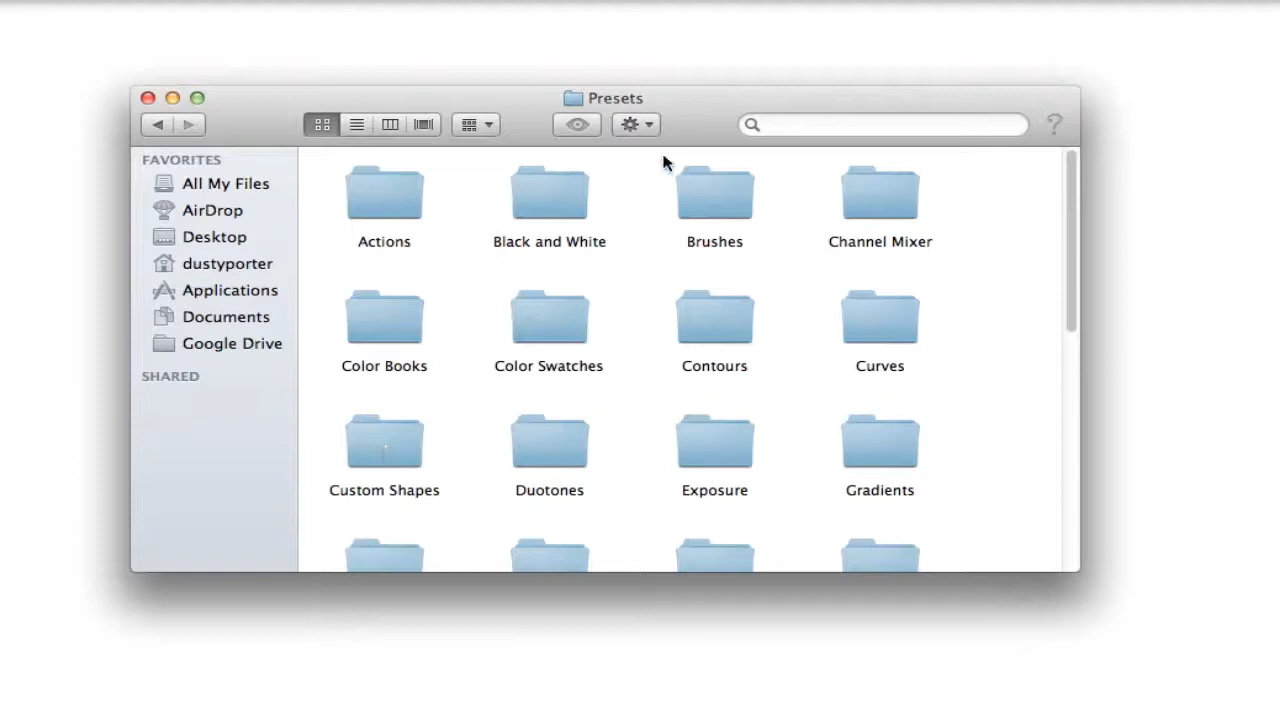 Presets
?
FAVORITES
All My Files
AirDrop
Desktop
dustyporter
Applications
Documents
Google Drive
SHARED
Actions
Black and White
Brushes
Channel Mixer
Color Books
Color Swatches
Contours
Curves
Custom Shapes
Duotones
Exposure
Gradients